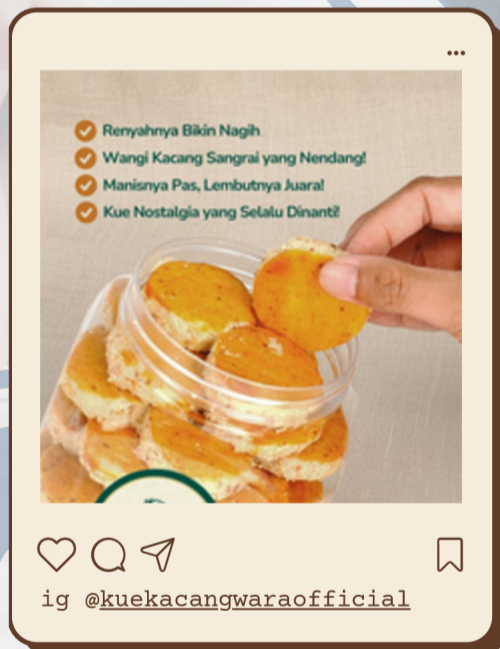 Renyahnya Bikin Nagih
Wangi Kacang Sangrai yang Nendang!
Manisnya Pas, Lembutnya Juara!
Kue Nostalgia yang Selalu Dinanti!
ig @kuekacangwaraofficial